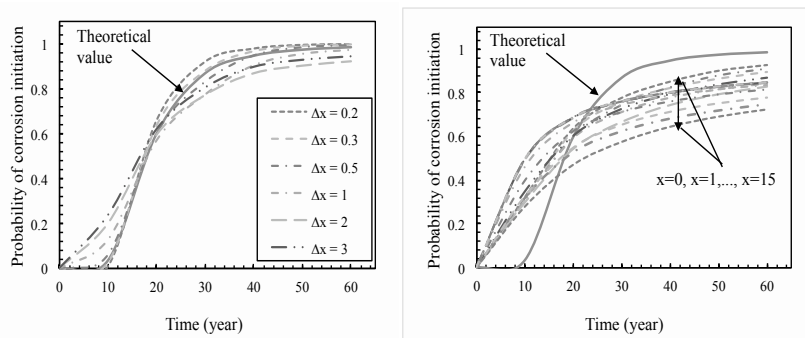 Probability of corrosion initiation
1
0.8
0.6
0.4
0.2
0
Theoretical
value
Δx = 0.2
Δx = 0.3
Δx = 0.5
Δx = 1
Δx = 2
Δx = 3
0 10 20 30 40 50 60
Time (year)
Probability of corrosion initiation
1
0.8
0.6
0.4
0.2
0
Theoretical
value
x=0, x=1,..., x=15
0 10 20 30 40 50 60
Time (year)